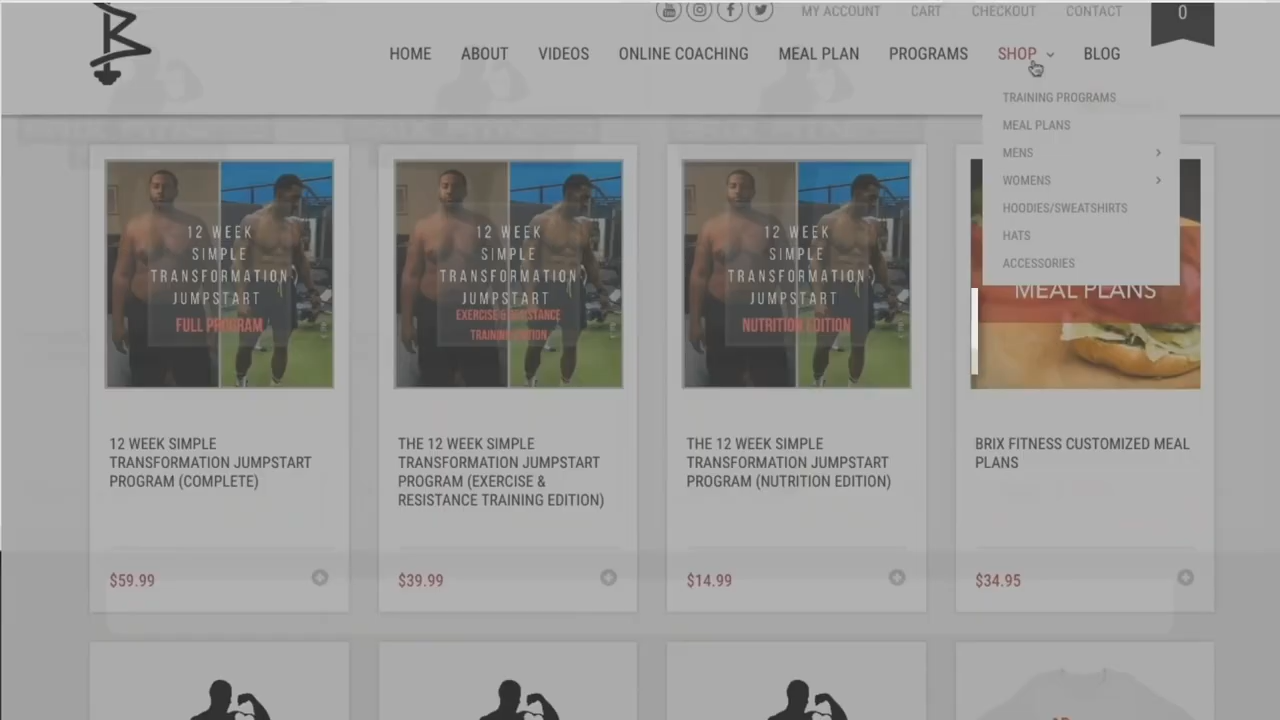 MY ACCOUNT CART CHECKOUT CONTACT 0
HOME ABOUT VIDEOS ONLINE COACHING MEAL PLAN PROGRAMS SHOP BLOG
TRAINING PROGRAMS
MEAL PLANS
MENS
WOMENS
HOODIES/SWEATSHIRTS
HATS
ACCESSORIES
12 WEEK
SIMPLE
TRANSFORMATION
JUMPSTART
FULL PROGRAM
12 WEEK
SIMPLE
TRANSFORMATION
JUMPSTART
EXERCISE & RESISTANCE
TRAINING EDITION
12 WEEK
SIMPLE
TRANSFORMATION
JUMPSTART
NUTRITION EDITION
MEAL PLANS
12 WEEK SIMPLE
TRANSFORMATION JUMPSTART
PROGRAM (COMPLETE)
$59.99
THE 12 WEEK SIMPLE
TRANSFORMATION JUMPSTART
PROGRAM (EXERCISE &
RESISTANCE TRAINING EDITION)
$39.99
THE 12 WEEK SIMPLE
TRANSFORMATION JUMPSTART
PROGRAM (NUTRITION EDITION)
$14.99
BRIX FITNESS CUSTOMIZED MEAL
PLANS
$34.95